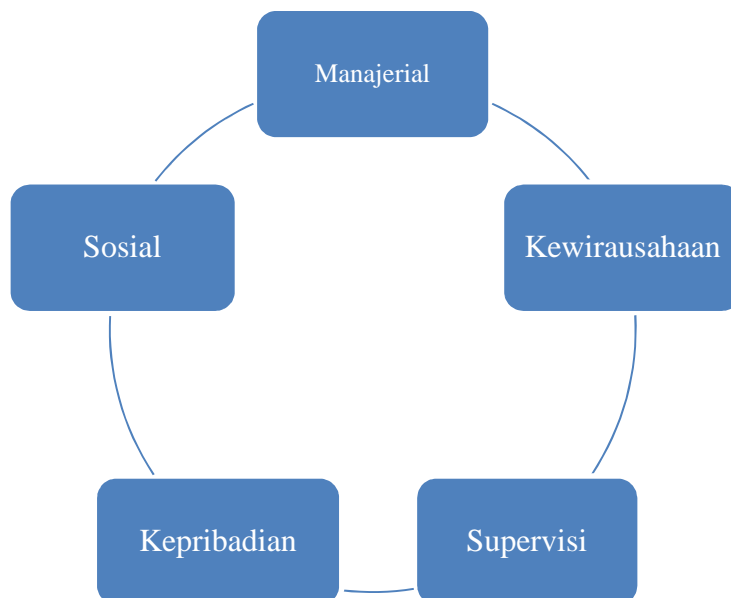 Manajerial
Sosial
Kewirausahaan
Kepribadian
Supervisi